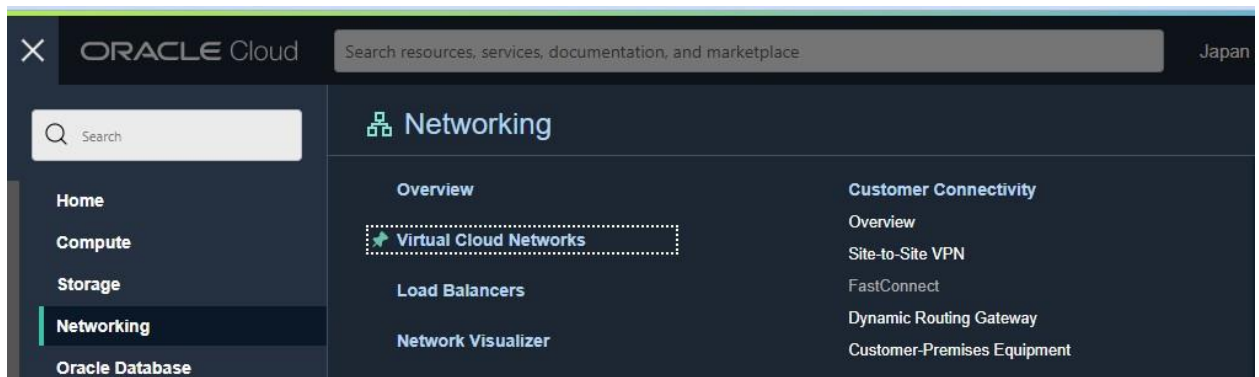 ORACLE Cloud
Search resources, services, documentation, and marketplace
Japan
Search
Home
Compute
Storage
Networking
Oracle Database
Networking
Overview
Virtual Cloud Networks
Load Balancers
Network Visualizer
Customer Connectivity
Overview
Site-to-Site VPN
FastConnect
Dynamic Routing Gateway
Customer-Premises Equipment